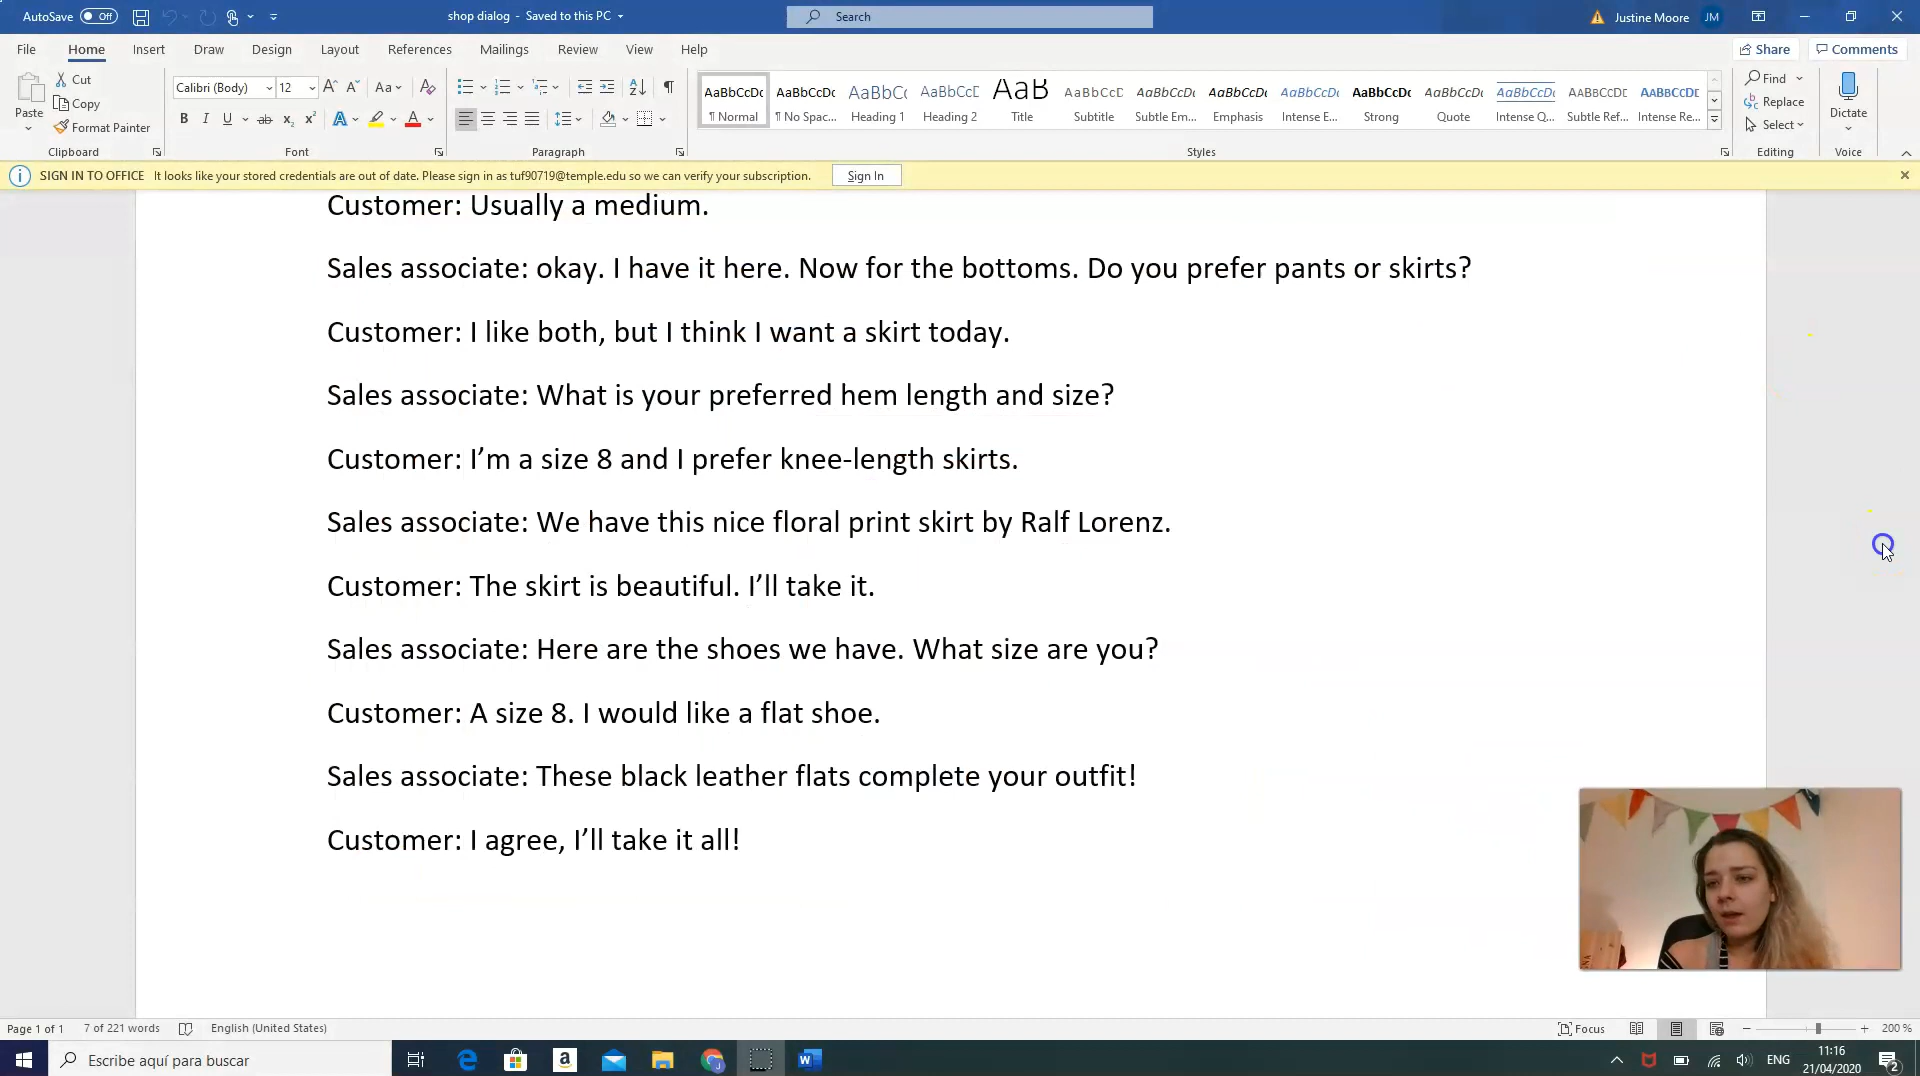 AutoSave Off shop dialog - Saved to this PC Search Justine Moore JM
File Home Insert Draw Design Layout References Mailings Review View Help Share Comments
Paste Cut Copy Format Painter Clipboard
Calibri (Body) 12 Aa Font
Paragraph
AaBbCcDc ¶ Normal
AaBbCcDc ¶ No Spac...
AaBbCc Heading 1
AaBbCcE Heading 2
AaB Title
AaBbCcD Subtitle
AaBbCcDc Subtle Em...
AaBbCcDc Emphasis
AaBbCcDc Intense E...
AaBbCcDc Strong
AaBbCcDc Quote
AaBbCcDc Intense Q...
AaBbCcDc Subtle Ref...
AaBbCcDc Intense Re...
Styles
Find Replace Select Editing
Dictate Voice
SIGN IN TO OFFICE It looks like your stored credentials are out of date. Please sign in as tuf90719@temple.edu so we can verify your subscription. Sign In
Customer: Usually a medium.
Sales associate: okay. I have it here. Now for the bottoms. Do you prefer pants or skirts?
Customer: I like both, but I think I want a skirt today.
Sales associate: What is your preferred hem length and size?
Customer: I’m a size 8 and I prefer knee-length skirts.
Sales associate: We have this nice floral print skirt by Ralf Lorenz.
Customer: The skirt is beautiful. I’ll take it.
Sales associate: Here are the shoes we have. What size are you?
Customer: A size 8. I would like a flat shoe.
Sales associate: These black leather flats complete your outfit!
Customer: I agree, I’ll take it all!
Page 1 of 1 7 of 221 words English (United States) Focus 200 %
Escribe aquí para buscar ENG 11:16
21/04/2020 2